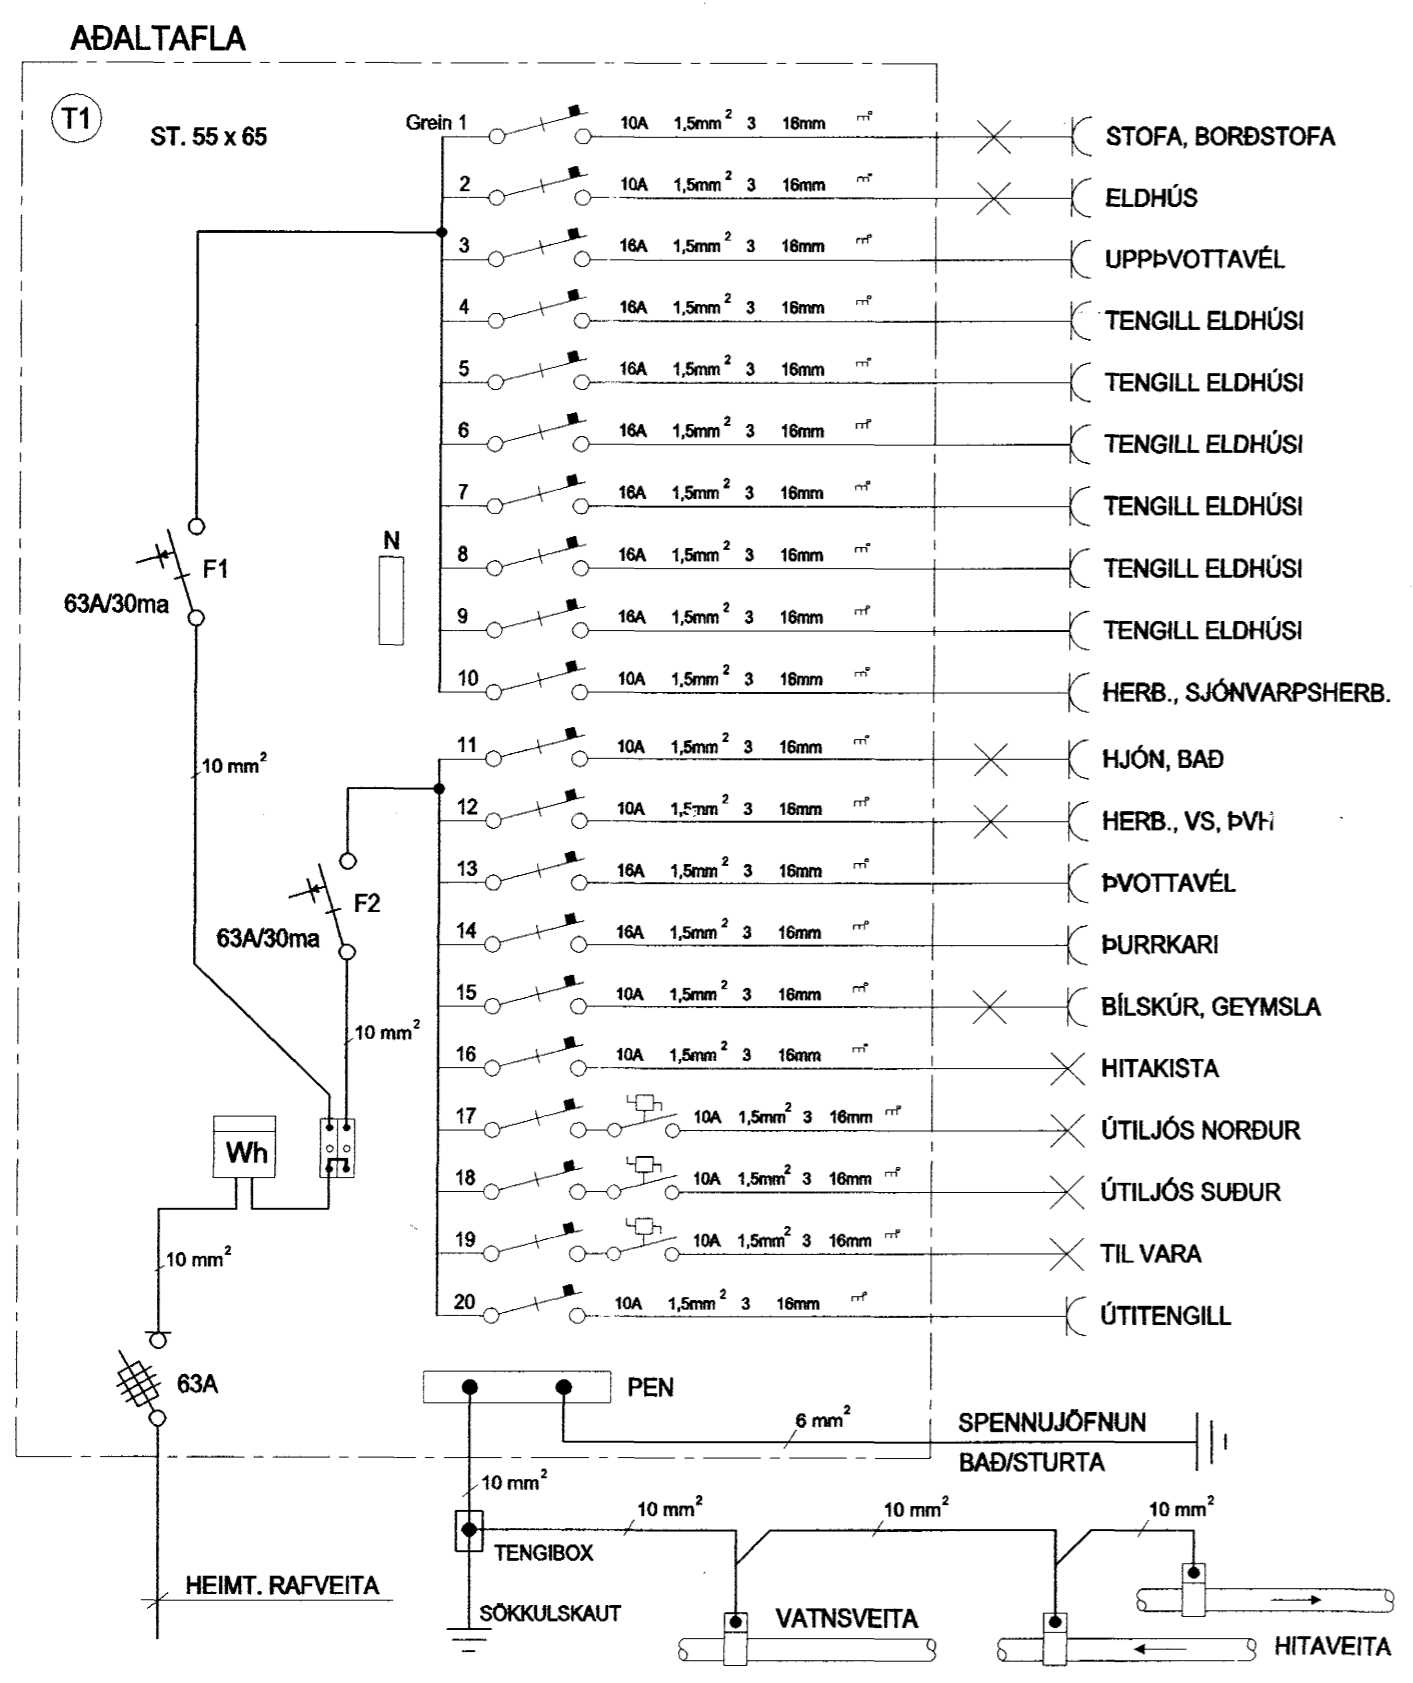 AÐALTAFLA
T1
ST. 55 x 65
Grein 1 10A 1,5mm² 3 16mm STOFA, BORÐSTOFA
2 10A 1,5mm² 3 16mm ELDHÚS
3 16A 1,5mm² 3 16mm UPPÞVOTTAVÉL
4 16A 1,5mm² 3 16mm TENGILL ELDHÚSI
5 16A 1,5mm² 3 16mm TENGILL ELDHÚSI
6 16A 1,5mm² 3 16mm TENGILL ELDHÚSI
7 16A 1,5mm² 3 16mm TENGILL ELDHÚSI
8 16A 1,5mm² 3 16mm TENGILL ELDHÚSI
9 16A 1,5mm² 3 16mm TENGILL ELDHÚSI
10 10A 1,5mm² 3 16mm HERB., SJÓNVARPSHERB.
11 10A 1,5mm² 3 16mm HJÓN, BAÐ
12 10A 1,5mm² 3 16mm HERB., VS, ÞVH
13 16A 1,5mm² 3 16mm ÞVOTTAVÉL
14 16A 1,5mm² 3 16mm ÞURRKARI
15 10A 1,5mm² 3 16mm BÍLSKÚR, GEYMSLA
16 10A 1,5mm² 3 16mm HITAKISTA
17 10A 1,5mm² 3 16mm ÚTILJÓS NORÐUR
18 10A 1,5mm² 3 16mm ÚTILJÓS SUÐUR
19 10A 1,5mm² 3 16mm TIL VARA
20 10A 1,5mm² 3 16mm ÚTITENGILL
N
F1
63A/30ma
10 mm²
F2
63A/30ma
10 mm²
Wh
10 mm²
63A
HEIMT. RAFVEITA
PEN
6 mm²
SPENNUJÖFNUN
BAÐ/STURTA
10 mm²
10 mm²
10 mm²
10 mm²
TENGIBOX
SÖKKULSKAUT
VATNSVEITA
HITAVEITA